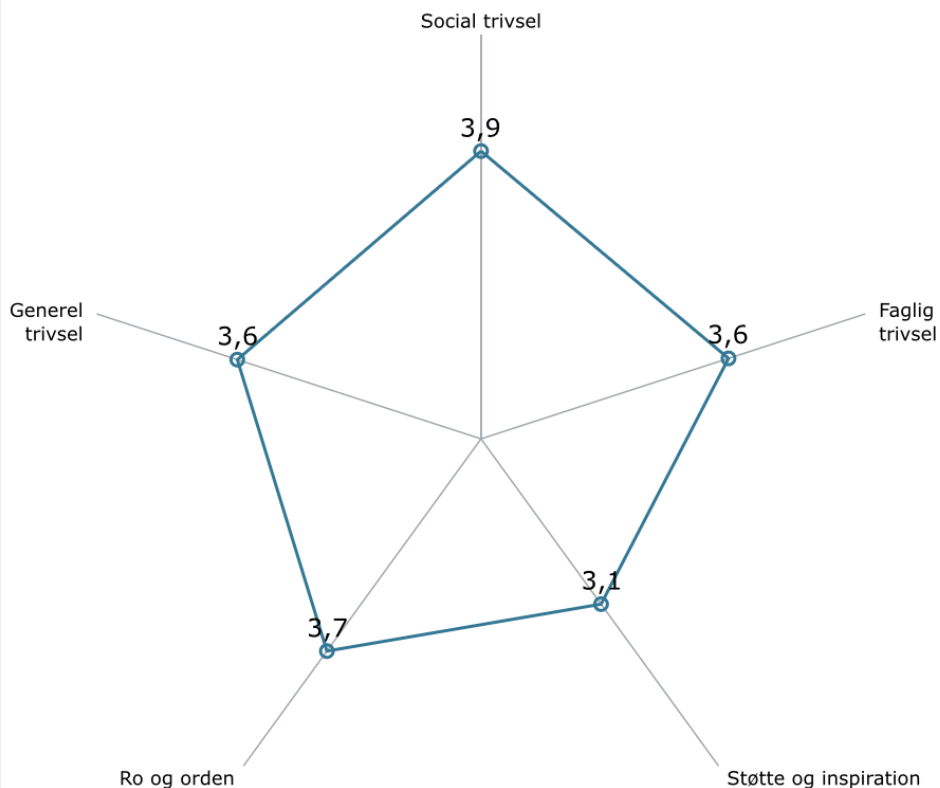 Social trivsel
3,9
Generel
trivsel
3,6
3,6
Faglig
trivsel
3,1
3,7
Ro og orden
Støtte og inspiration